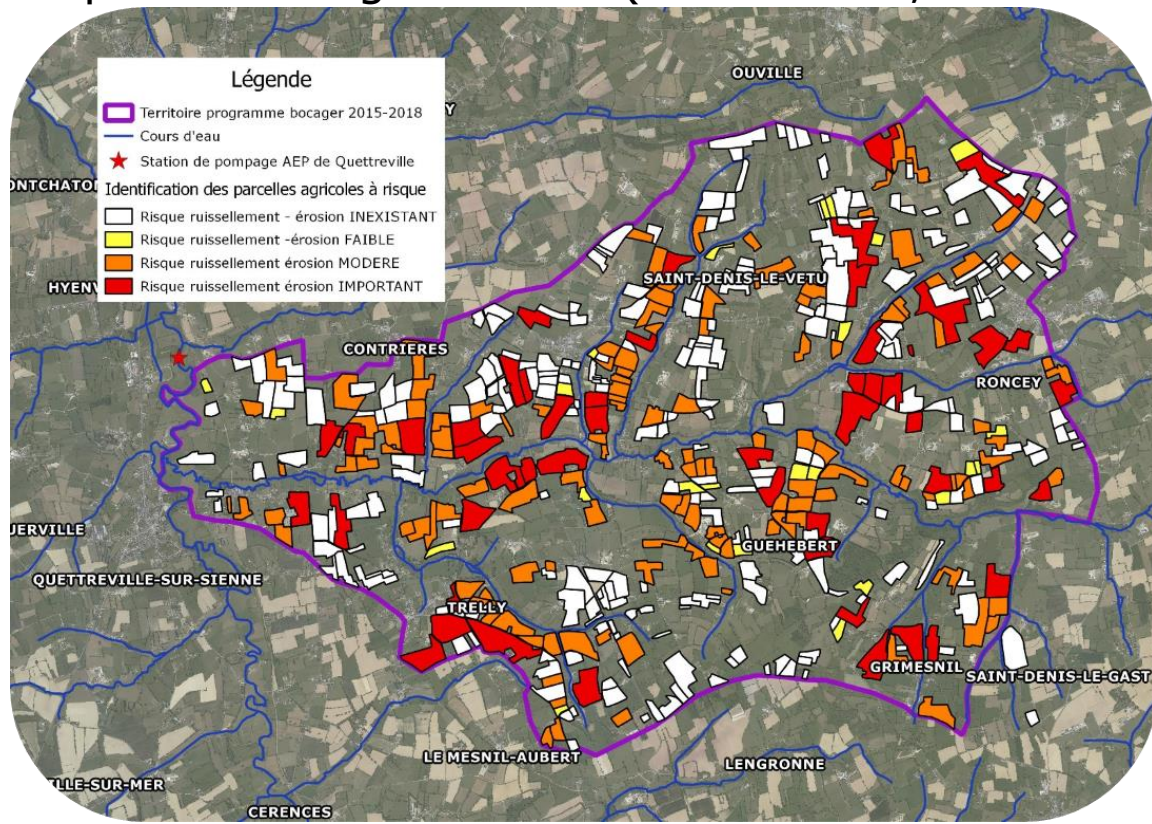 OUVILLE
Légende
Territoire programme bocager 2015-2018
Cours d'eau
Station de pompage AEP de Quettreville
Identification des parcelles agricoles à risque
Risque ruissellement - érosion INEXISTANT
Risque ruissellement -érosion FAIBLE
Risque ruissellement érosion MODERE
Risque ruissellement érosion IMPORTANT
SAINT-DENIS-LE-VETU
CONTRIERES
RONCEY
GUEHEBERT
QUETTREVILLE-SUR-SIENNE
TRELLY
GRIMESNIL
SAINT-DENIS-LE-GAST
LE MESNIL-AUBERT
LENGRONNE
CERENCES